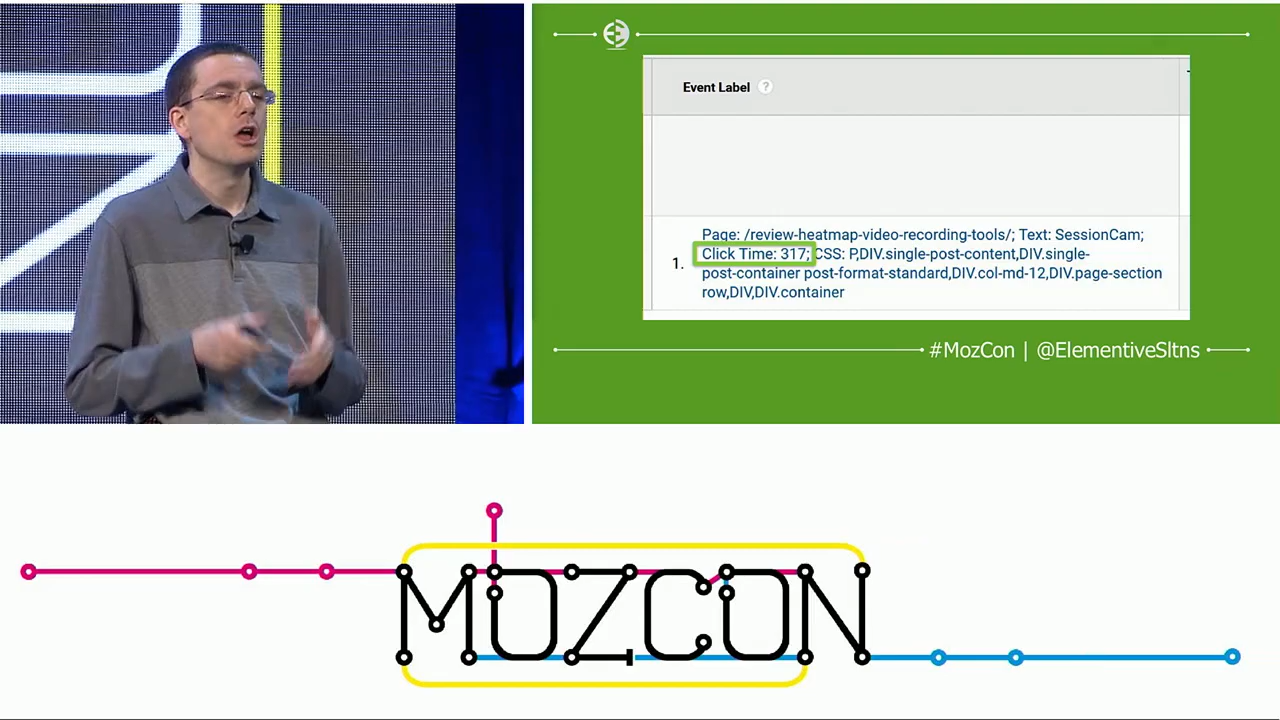 Event Label ?
Page: /review-heatmap-video-recording-tools/; Text: SessionCam;
1. Click Time: 317; CSS: P,DIV.single-post-content,DIV.single-
post-container post-format-standard,DIV.col-md-12,DIV.page-section
row,DIV,DIV.container
#MozCon | @ElementiveSltns
MOZCON